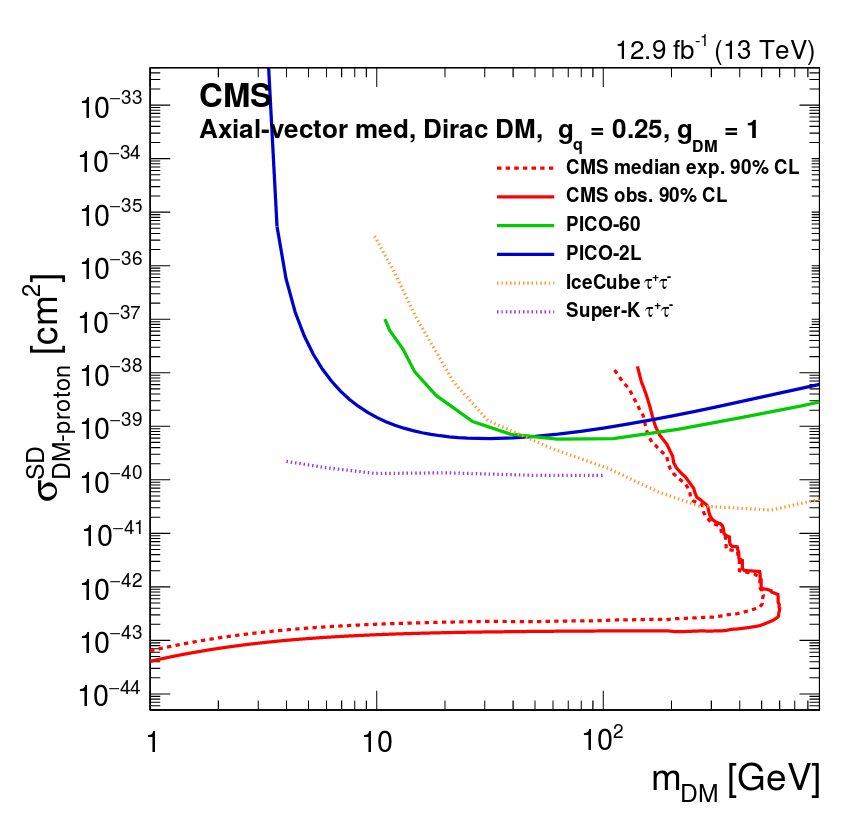 12.9 fb⁻¹ (13 TeV)
CMS
Axial-vector med, Dirac DM, g_q = 0.25, g_DM = 1
CMS median exp. 90% CL
CMS obs. 90% CL
PICO-60
PICO-2L
IceCube τ⁺τ⁻
Super-K τ⁺τ⁻
σ^SD_DM-proton [cm²]
10⁻³³
10⁻³⁴
10⁻³⁵
10⁻³⁶
10⁻³⁷
10⁻³⁸
10⁻³⁹
10⁻⁴⁰
10⁻⁴¹
10⁻⁴²
10⁻⁴³
10⁻⁴⁴
1 10 10²
m_DM [GeV]